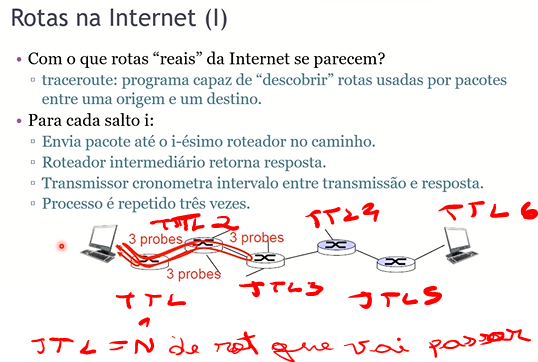 Rotas na Internet (I)
• Com o que rotas “reais” da Internet se parecem?
▫ traceroute: programa capaz de “descobrir” rotas usadas por pacotes
entre uma origem e um destino.
• Para cada salto i:
▫ Envia pacote até o i-ésimo roteador no caminho.
▫ Roteador intermediário retorna resposta.
▫ Transmissor cronometra intervalo entre transmissão e resposta.
▫ Processo é repetido três vezes.
TTL 2
TTL 4
TTL 6
3 probes
3 probes
3 probes
TTL
TTL 3
TTL 5
TTL = Nº de rot que vai passar